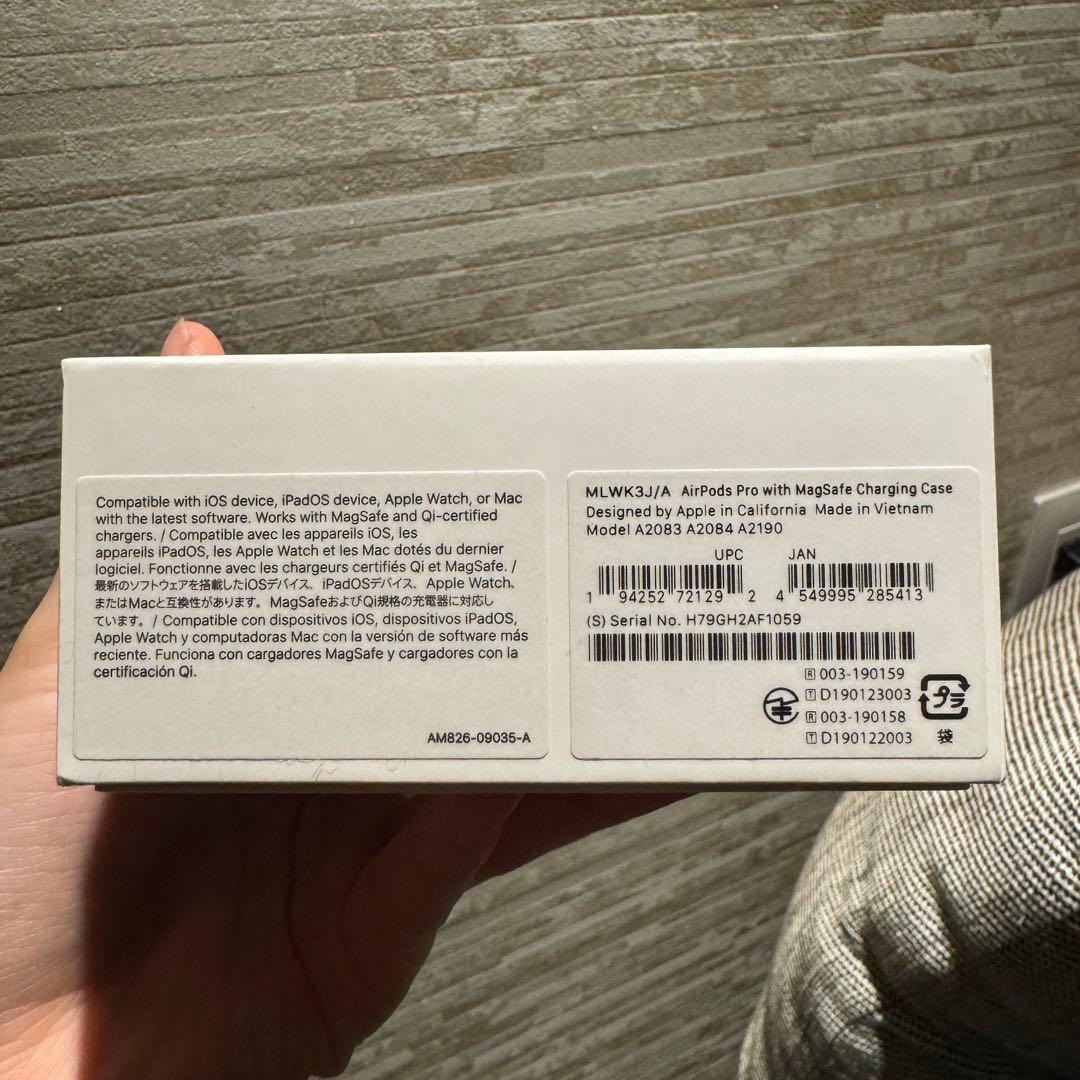 Compatible with iOS device, iPadOS device, Apple Watch, or Mac
with the latest software. Works with MagSafe and Qi-certified
chargers. / Compatible avec les appareils iOS, les
appareils iPadOS, les Apple Watch et les Mac dotés du dernier
logiciel. Fonctionne avec les chargeurs certifiés Qi et MagSafe. /
最新のソフトウェアを搭載したiOSデバイス、iPadOSデバイス、Apple Watch、
またはMacと互換性があります。MagSafeおよびQi規格の充電器に対応し
ています。/ Compatible con dispositivos iOS, dispositivos iPadOS,
Apple Watch y computadoras Mac con la versión de software más
reciente. Funciona con cargadores MagSafe y cargadores con la
certificación Qi.
AM826-09035-A
MLWK3J/A AirPods Pro with MagSafe Charging Case
Designed by Apple in California Made in Vietnam
Model A2083 A2084 A2190
UPC JAN
1 94252 72129 2 4 549995 285413
(S) Serial No. H79GH2AF1059
R 003-190159
T D190123003
R 003-190158
T D190122003
プラ
袋